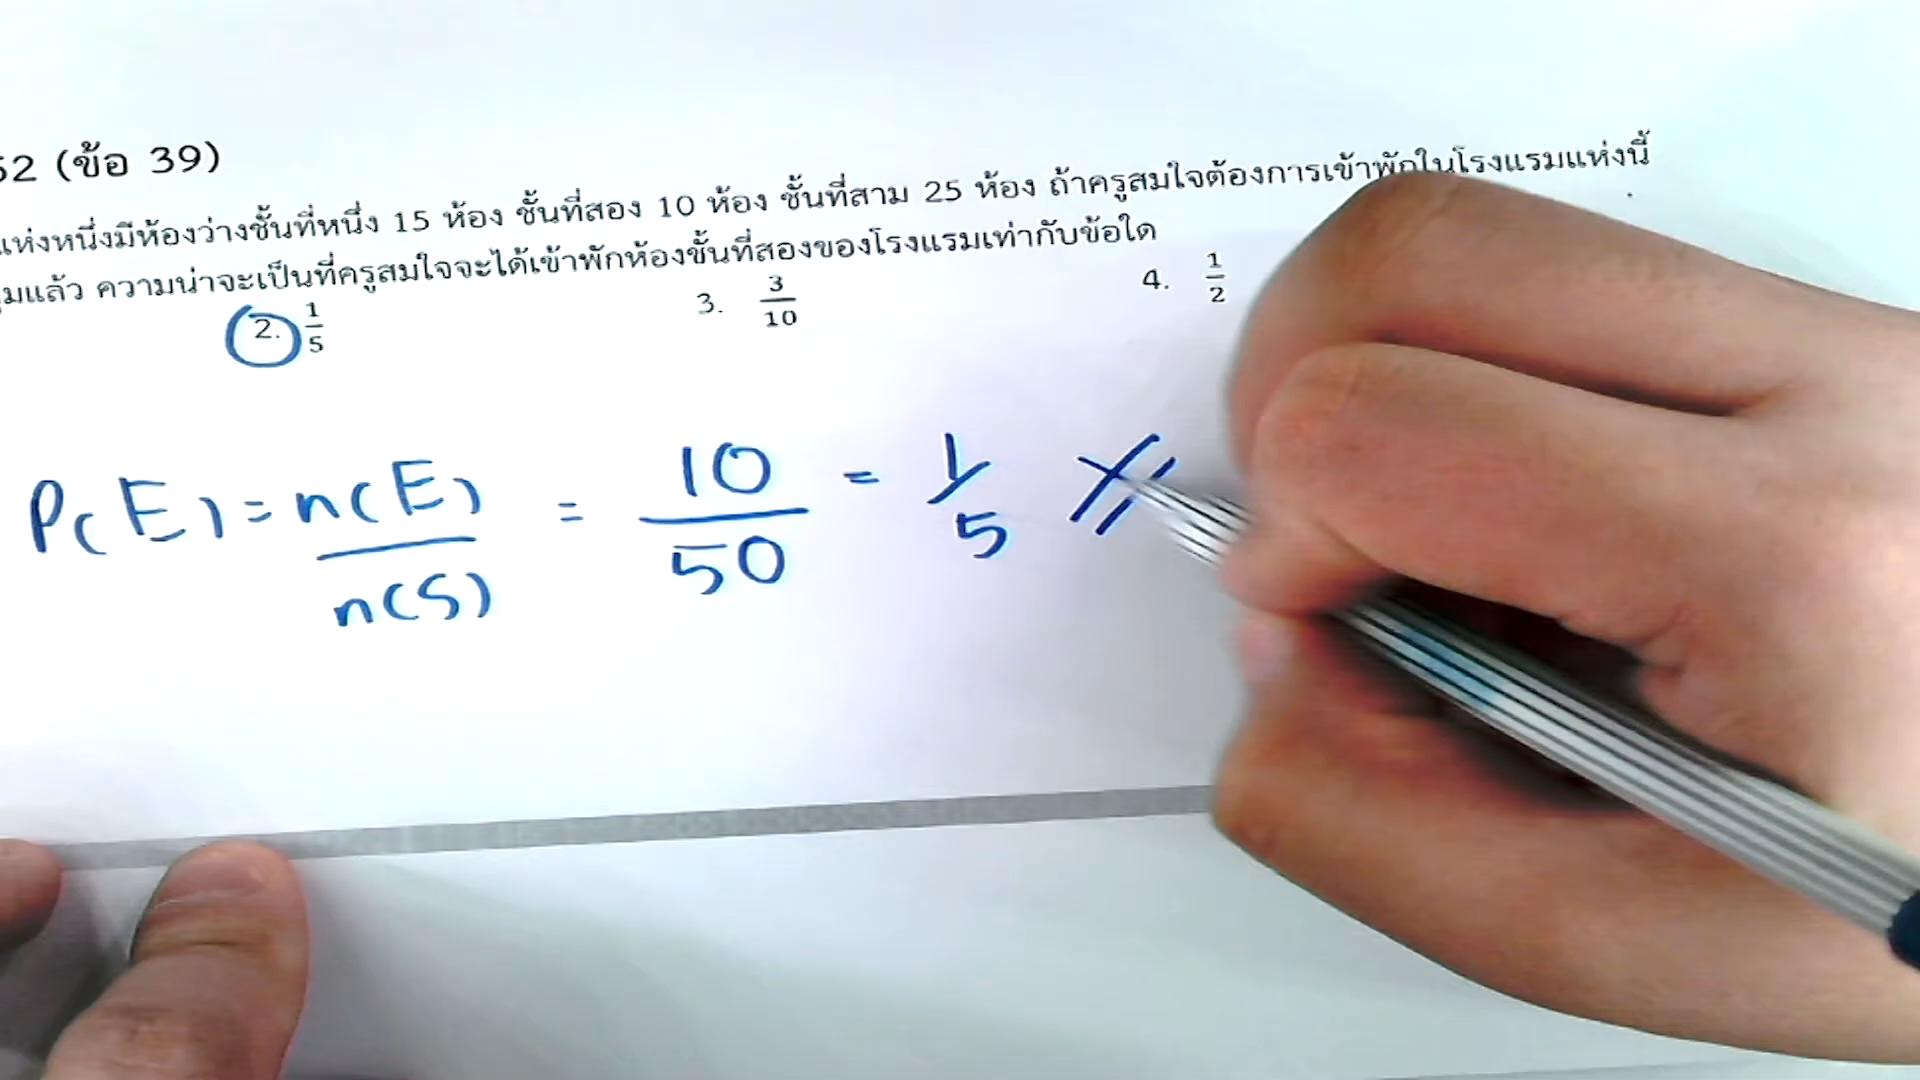 52 (ข้อ 39)
แห่งหนึ่งมีห้องว่างชั้นที่หนึ่ง 15 ห้อง ชั้นที่สอง 10 ห้อง ชั้นที่สาม 25 ห้อง ถ้าครูสมใจต้องการเข้าพักในโรงแรมแห่งนี้
แล้ว ความน่าจะเป็นที่ครูสมใจจะได้เข้าพักห้องชั้นที่สองของโรงแรมเท่ากับข้อใด
2. 1/5 3. 3/10 4. 1/2
P(E) = n(E)/n(S) = 10/50 = 1/5